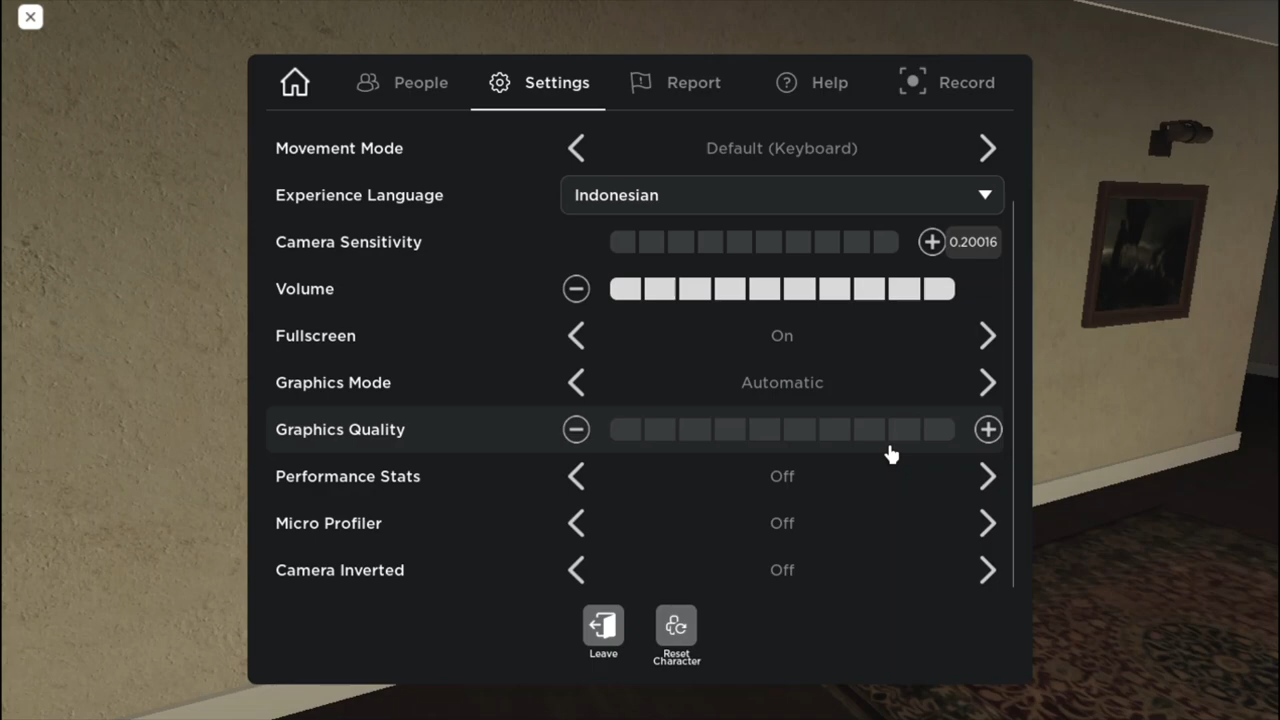 People
Settings
Report
Help
Record
Movement Mode
Default (Keyboard)
Experience Language
Indonesian
Camera Sensitivity
0.20016
Volume
Fullscreen
On
Graphics Mode
Automatic
Graphics Quality
Performance Stats
Off
Micro Profiler
Off
Camera Inverted
Off
Leave
Reset
Character